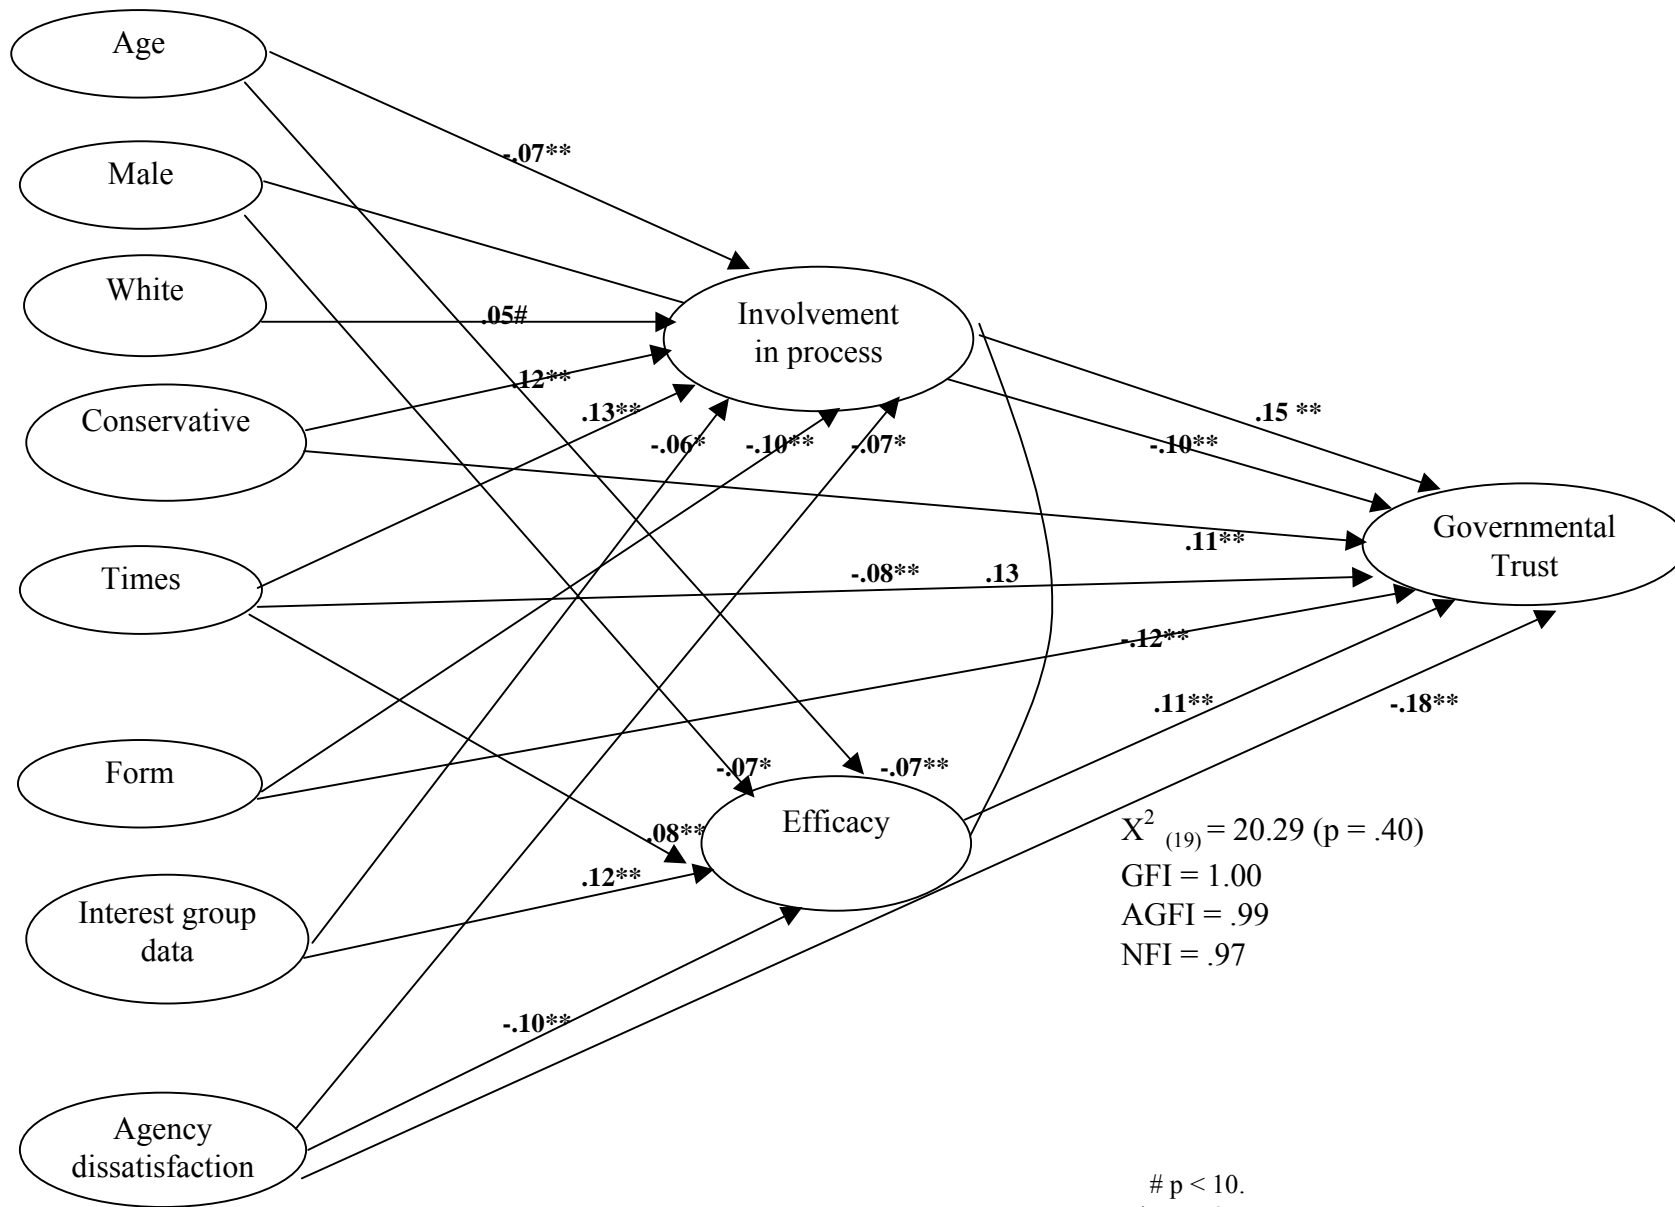 Age
-.07**
Male
White
.05#
Involvement
in process
.12**
Conservative
.13**
-.06*
-.10**
-.07*
.15 **
-.10**
Governmental
Trust
.11**
Times
-.08**
.13
-.12**
.11**
-.18**
Form
-.07*
-.07**
Efficacy
.08**
.12**
X2 (19) = 20.29 (p = .40)
GFI = 1.00
AGFI = .99
NFI = .97
Interest group
data
-.10**
Agency
dissatisfaction
# p < 10.